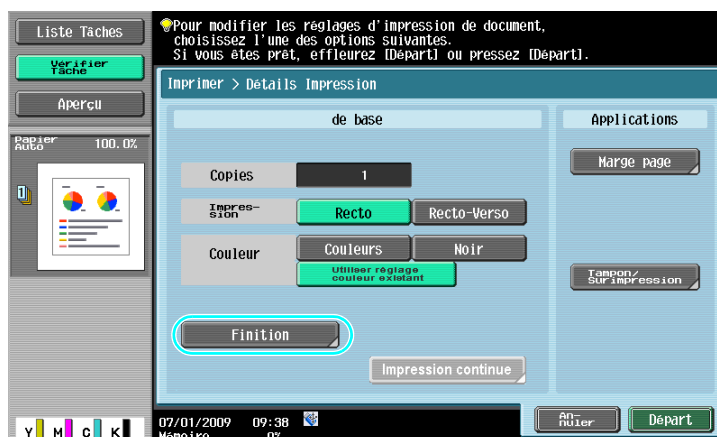 Liste Tâches
Vérifier
Tâche
Aperçu
Papier
Auto 100.0%
Pour modifier les réglages d'impression de document,
choisissez l'une des options suivantes.
Si vous êtes prêt, effleurez [Départ] ou pressez [Départ].
Imprimer > Détails Impression
de base
Applications
Copies 1
Marge page
Impres-
sion
Recto Recto-Verso
Couleur
Couleurs Noir
Utiliser réglage
couleur existant
Tampon/
Surimpression
Finition
Impression continue
Y M C K
07/01/2009 09:38
Mémoire 0%
An-
nuler
Départ